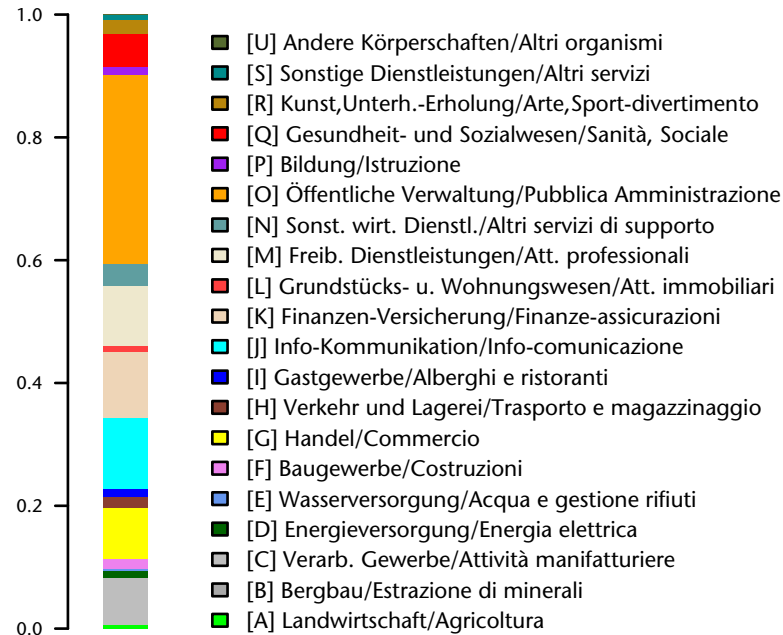 1.0
0.8
0.6
0.4
0.2
0.0
[U] Andere Körperschaften/Altri organismi
[S] Sonstige Dienstleistungen/Altri servizi
[R] Kunst,Unterh.-Erholung/Arte,Sport-divertimento
[Q] Gesundheit- und Sozialwesen/Sanità, Sociale
[P] Bildung/Istruzione
[O] Öffentliche Verwaltung/Pubblica Amministrazione
[N] Sonst. wirt. Dienstl./Altri servizi di supporto
[M] Freib. Dienstleistungen/Att. professionali
[L] Grundstücks- u. Wohnungswesen/Att. immobiliari
[K] Finanzen-Versicherung/Finanze-assicurazioni
[J] Info-Kommunikation/Info-comunicazione
[I] Gastgewerbe/Alberghi e ristoranti
[H] Verkehr und Lagerei/Trasporto e magazzinaggio
[G] Handel/Commercio
[F] Baugewerbe/Costruzioni
[E] Wasserversorgung/Acqua e gestione rifiuti
[D] Energieversorgung/Energia elettrica
[C] Verarb. Gewerbe/Attività manifatturiere
[B] Bergbau/Estrazione di minerali
[A] Landwirtschaft/Agricoltura